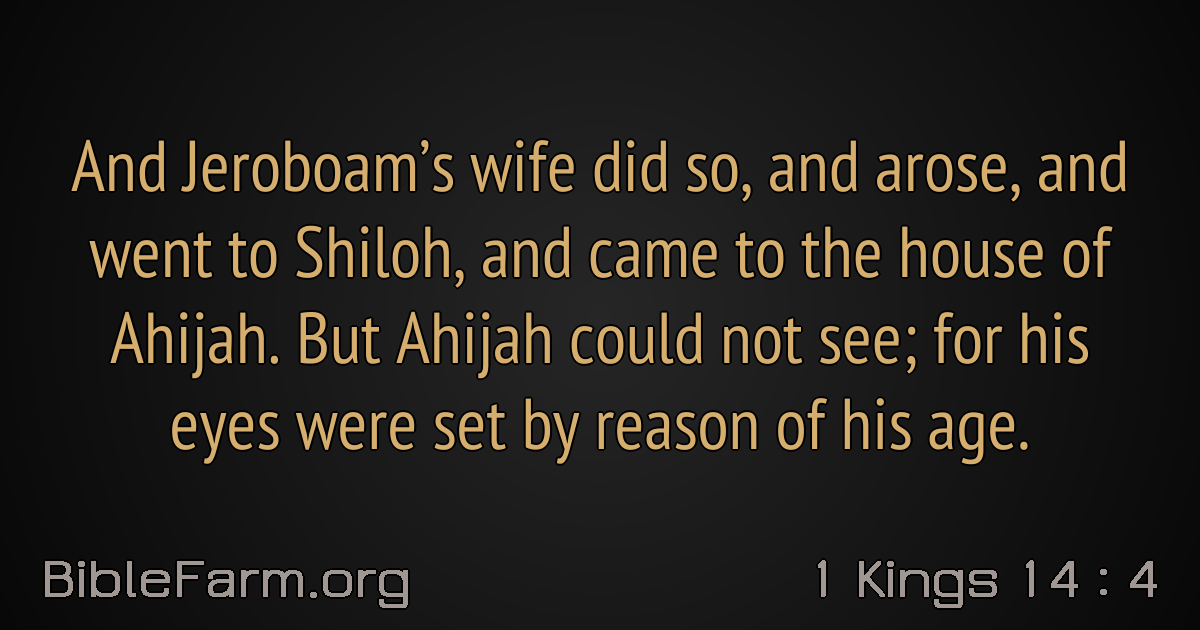 And Jeroboam’s wife did so, and arose, and
went to Shiloh, and came to the house of
Ahijah. But Ahijah could not see; for his
eyes were set by reason of his age.
BibleFarm.org
1 Kings 14 : 4